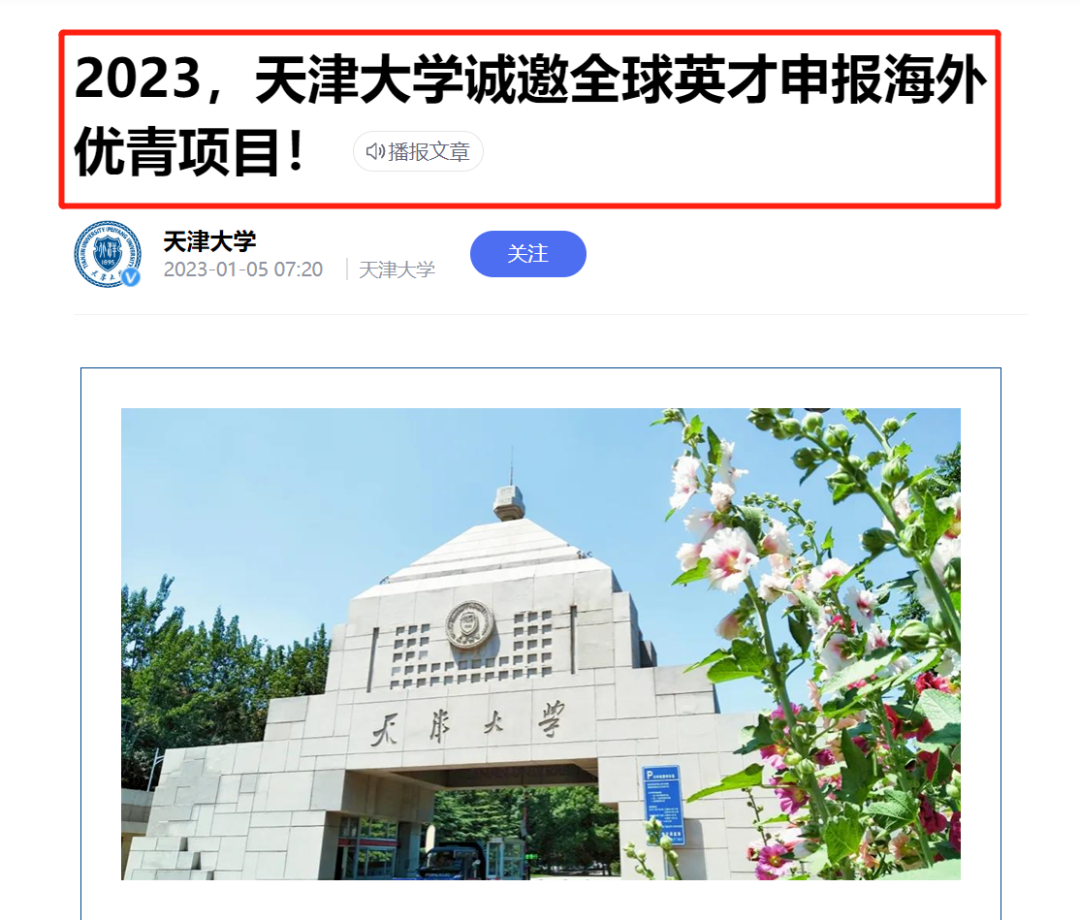 2023，天津大学诚邀全球英才申报海外
优青项目！ 播报文章
天津大学
2023-01-05 07:20 天津大学
关注
天津大学
P